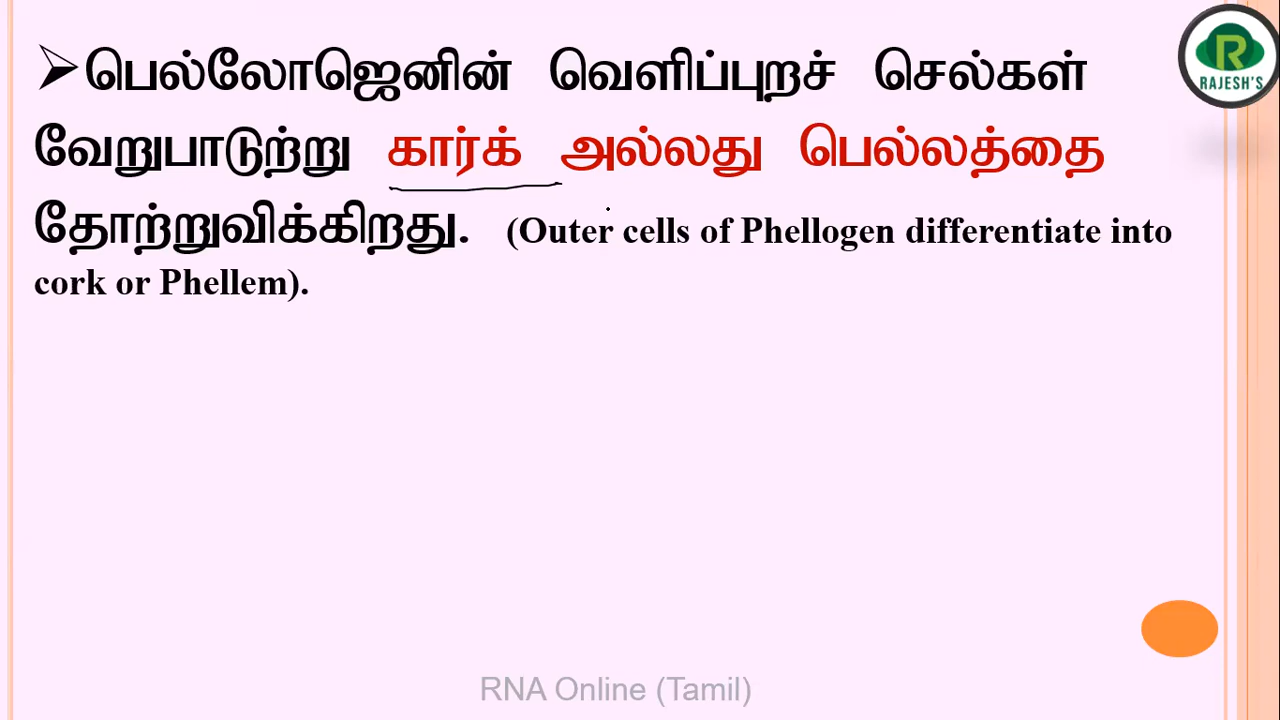 ➢பெல்லோஜெனின் வெளிப்புறச் செல்கள்
வேறுபாடுற்று கார்க் அல்லது பெல்லத்தை
தோற்றுவிக்கிறது. (Outer cells of Phellogen differentiate into
cork or Phellem).
R
RAJESH'S
RNA Online (Tamil)